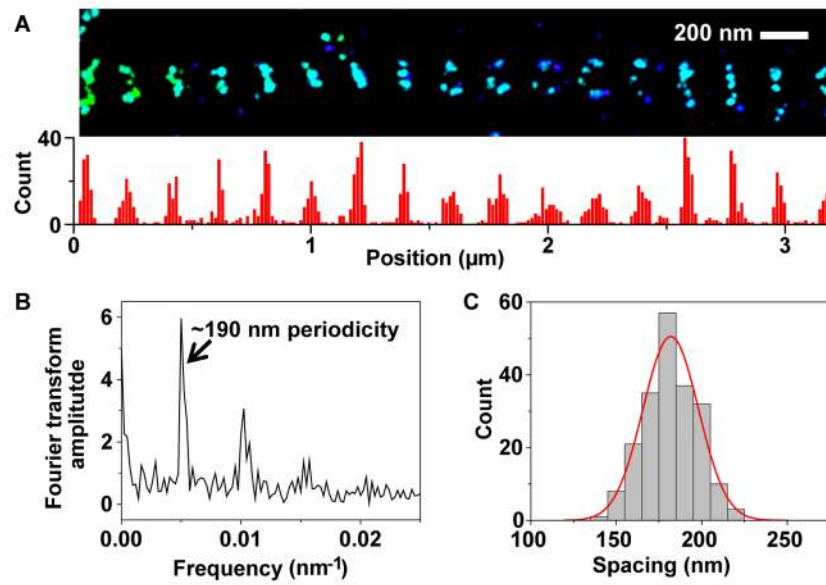 A
200 nm
40
Count
0
0 1 2 3
Position (μm)
B
6
~190 nm periodicity
4
2
0
Fourier transform
amplitutde
0.00 0.01 0.02
Frequency (nm⁻¹)
C
60
40
20
0
Count
100 150 200 250
Spacing (nm)